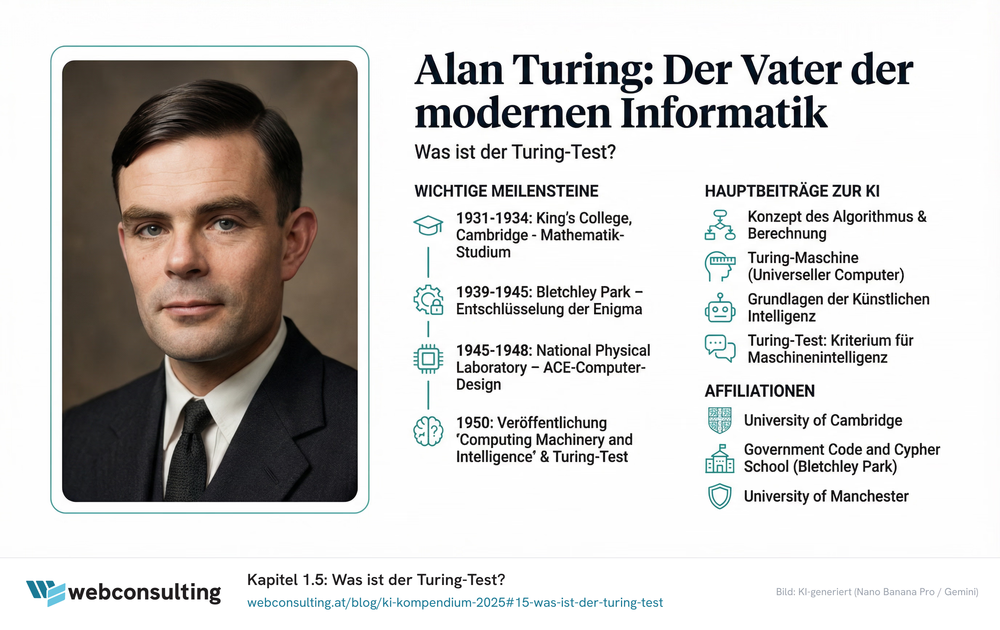 Alan Turing: Der Vater der
modernen Informatik
Was ist der Turing-Test?
WICHTIGE MEILENSTEINE
1931-1934: King’s College,
Cambridge - Mathematik-
Studium
1939-1945: Bletchley Park –
Entschlüsselung der Enigma
1945-1948: National Physical
Laboratory – ACE-Computer-
Design
1950: Veröffentlichung
‘Computing Machinery and
Intelligence’ & Turing-Test
HAUPTBEITRÄGE ZUR KI
Konzept des Algorithmus &
Berechnung
Turing-Maschine
(Universeller Computer)
Grundlagen der Künstlichen
Intelligenz
Turing-Test: Kriterium für
Maschinenintelligenz
AFFILIATIONEN
University of Cambridge
Government Code and Cypher
School (Bletchley Park)
University of Manchester
webconsulting
Kapitel 1.5: Was ist der Turing-Test?
webconsulting.at/blog/ki-kompendium-2025#15-was-ist-der-turing-test
Bild: KI-generiert (Nano Banana Pro / Gemini)